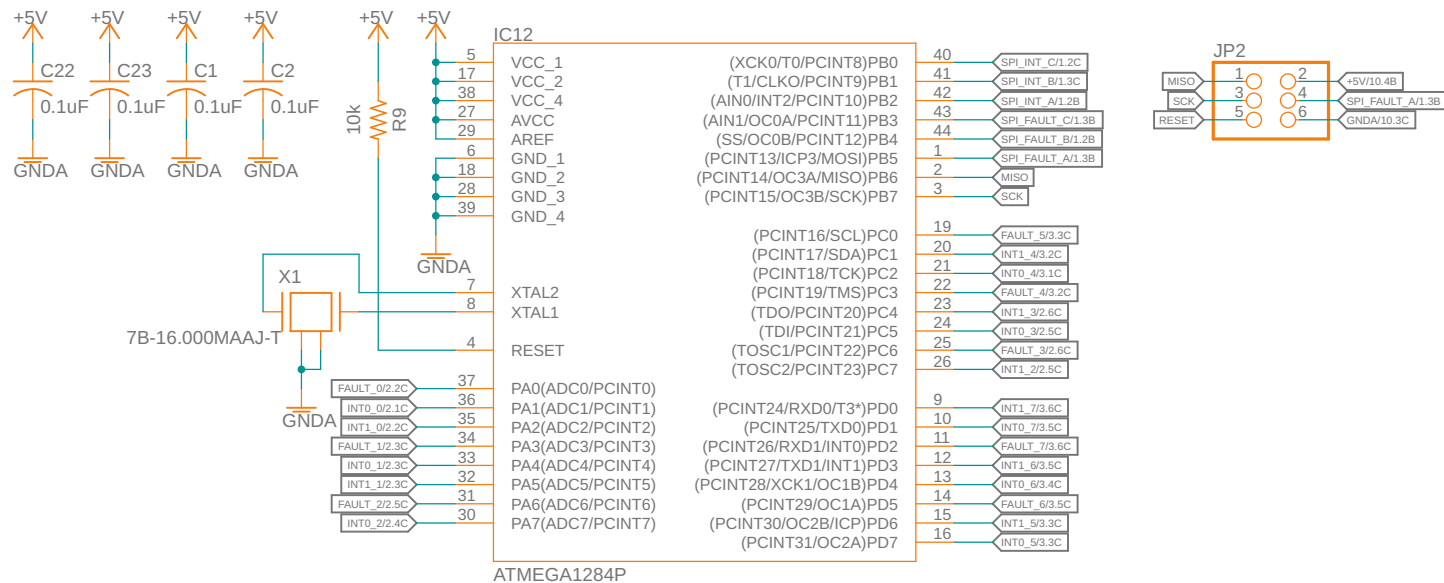 +5V +5V +5V +5V +5V +5V
C22 C23 C1 C2
0.1uF 0.1uF 0.1uF 0.1uF
GNDA GNDA GNDA GNDA
10k R9
GNDA
X1
7B-16.000MAAJ-T
GNDA
IC12
5 VCC_1
17 VCC_2
38 VCC_4
27 AVCC
29 AREF
6 GND_1
18 GND_2
28 GND_3
39 GND_4
7 XTAL2
8 XTAL1
4 RESET
FAULT_0/2.2C 37 PA0(ADC0/PCINT0)
INT0_0/2.1C 36 PA1(ADC1/PCINT1)
INT1_0/2.2C 35 PA2(ADC2/PCINT2)
FAULT_1/2.3C 34 PA3(ADC3/PCINT3)
INT0_1/2.3C 33 PA4(ADC4/PCINT4)
INT1_1/2.3C 32 PA5(ADC5/PCINT5)
FAULT_2/2.5C 31 PA6(ADC6/PCINT6)
INT0_2/2.4C 30 PA7(ADC7/PCINT7)
(XCK0/T0/PCINT8)PB0 40 SPI_INT_C/1.2C
(T1/CLKO/PCINT9)PB1 41 SPI_INT_B/1.3C
(AIN0/INT2/PCINT10)PB2 42 SPI_INT_A/1.2B
(AIN1/OC0A/PCINT11)PB3 43 SPI_FAULT_C/1.3B
(SS/OC0B/PCINT12)PB4 44 SPI_FAULT_B/1.2B
(PCINT13/ICP3/MOSI)PB5 1 SPI_FAULT_A/1.3B
(PCINT14/OC3A/MISO)PB6 2 MISO
(PCINT15/OC3B/SCK)PB7 3 SCK
(PCINT16/SCL)PC0 19 FAULT_5/3.3C
(PCINT17/SDA)PC1 20 INT1_4/3.2C
(PCINT18/TCK)PC2 21 INT0_4/3.1C
(PCINT19/TMS)PC3 22 FAULT_4/3.2C
(TDO/PCINT20)PC4 23 INT1_3/2.6C
(TDI/PCINT21)PC5 24 INT0_3/2.5C
(TOSC1/PCINT22)PC6 25 FAULT_3/2.6C
(TOSC2/PCINT23)PC7 26 INT1_2/2.5C
(PCINT24/RXD0/T3*)PD0 9 INT1_7/3.6C
(PCINT25/TXD0)PD1 10 INT0_7/3.5C
(PCINT26/RXD1/INT0)PD2 11 FAULT_7/3.6C
(PCINT27/TXD1/INT1)PD3 12 INT1_6/3.5C
(PCINT28/XCK1/OC1B)PD4 13 INT0_6/3.4C
(PCINT29/OC1A)PD5 14 FAULT_6/3.5C
(PCINT30/OC2B/ICP)PD6 15 INT1_5/3.3C
(PCINT31/OC2A)PD7 16 INT0_5/3.3C
ATMEGA1284P
JP2
MISO 1 2 +5V/10.4B
SCK 3 4 SPI_FAULT_A/1.3B
RESET 5 6 GNDA/10.3C